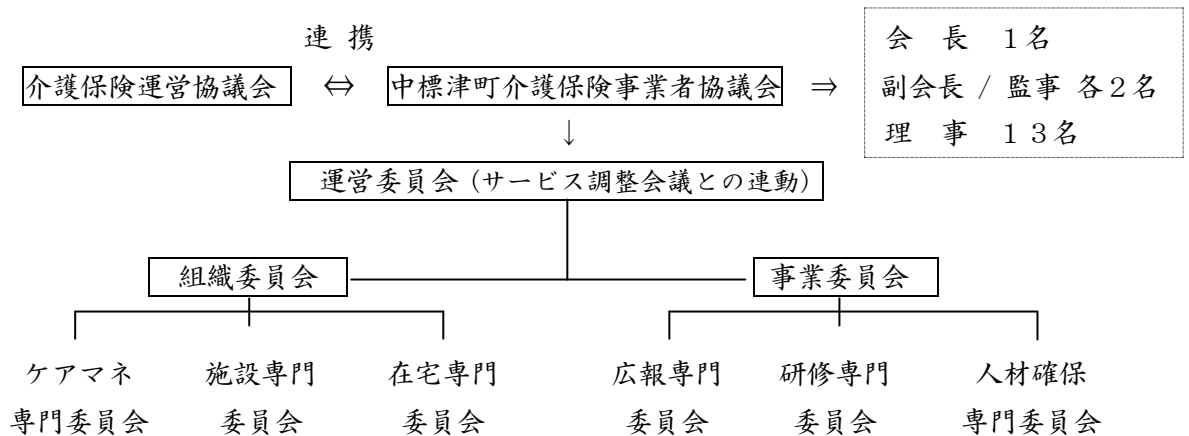 連 携
介護保険運営協議会 ⇔ 中標津町介護保険事業者協議会 ⇒
会 長 1名
副会長 / 監事 各2名
理 事 13名
↓
運営委員会(サービス調整会議との連動)
組織委員会
事業委員会
ケアマネ
専門委員会
施設専門
委員会
在宅専門
委員会
広報専門
委員会
研修専門
委員会
人材確保
専門委員会